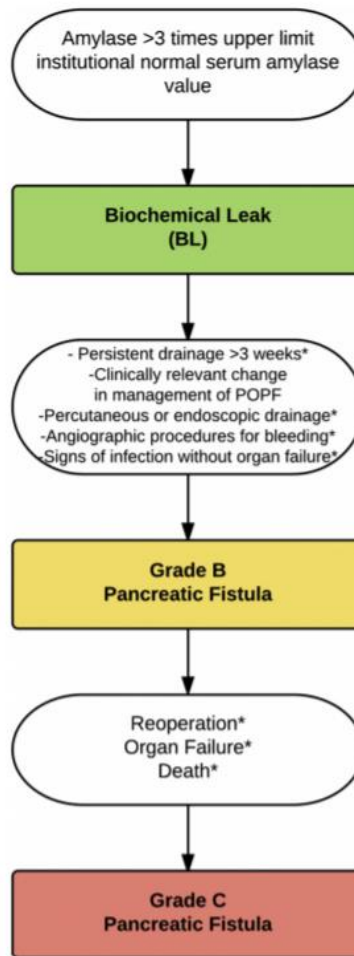 Amylase >3 times upper limit
institutional normal serum amylase
value
Biochemical Leak
(BL)
- Persistent drainage >3 weeks*
-Clinically relevant change
in management of POPF
-Percutaneous or endoscopic drainage*
-Angiographic procedures for bleeding*
-Signs of infection without organ failure*
Grade B
Pancreatic Fistula
Reoperation*
Organ Failure*
Death*
Grade C
Pancreatic Fistula